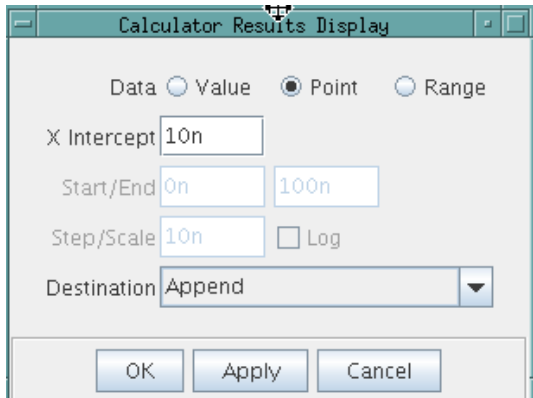 Calculator Results Display
Data Value Point Range
X Intercept 10n
Start/End 0n 100n
Step/Scale 10n Log
Destination Append
OK Apply Cancel